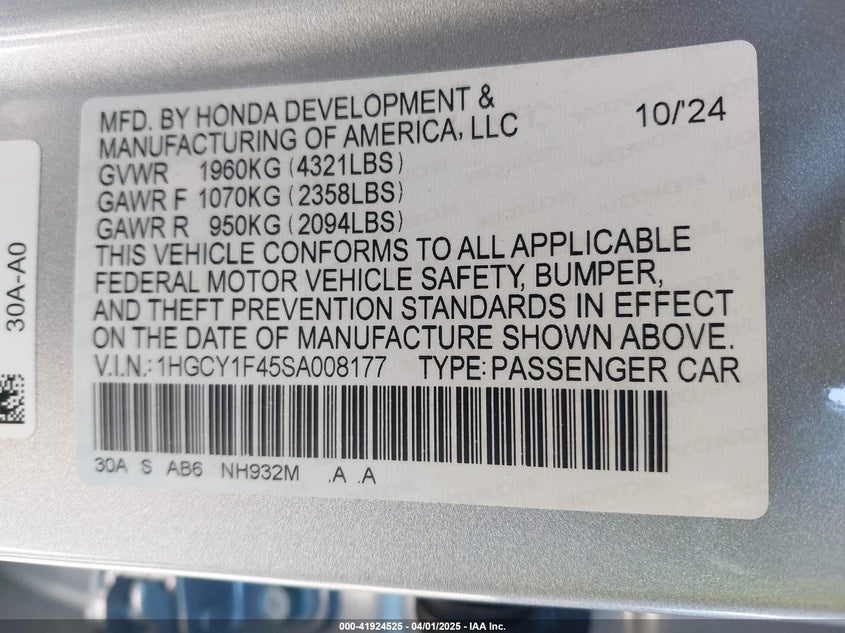 MFD. BY HONDA DEVELOPMENT &
MANUFACTURING OF AMERICA, LLC
10/'24
GVWR 1960KG (4321LBS)
GAWR F 1070KG (2358LBS)
GAWR R 950KG (2094LBS)
THIS VEHICLE CONFORMS TO ALL APPLICABLE
FEDERAL MOTOR VEHICLE SAFETY, BUMPER,
AND THEFT PREVENTION STANDARDS IN EFFECT
ON THE DATE OF MANUFACTURE SHOWN ABOVE.
V.I.N.: 1HGCY1F45SA008177 TYPE: PASSENGER CAR
30A S AB6 NH932M .A .A
30A-A0
000-41924525 - 04/01/2025 - IAA Inc.